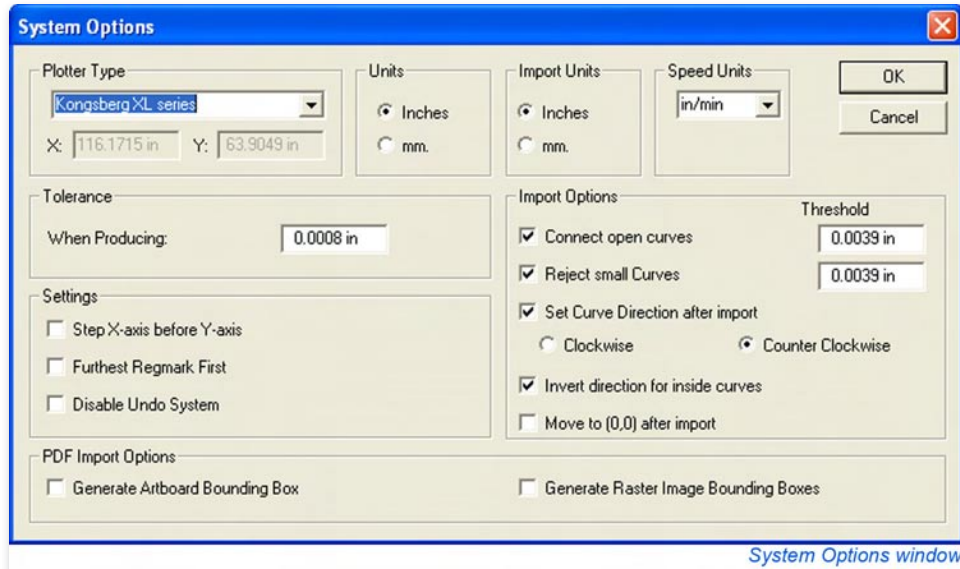 System Options
Plotter Type
Kongsberg XL series
X: 116.1715 in Y: 63.9049 in
Units
Inches
mm.
Import Units
Inches
mm.
Speed Units
in/min
OK
Cancel
Tolerance
When Producing: 0.0008 in
Settings
Step X-axis before Y-axis
Furthest Regmark First
Disable Undo System
Import Options
Threshold
Connect open curves 0.0039 in
Reject small Curves 0.0039 in
Set Curve Direction after import
Clockwise Counter Clockwise
Invert direction for inside curves
Move to (0,0) after import
PDF Import Options
Generate Artboard Bounding Box Generate Raster Image Bounding Boxes
System Options window